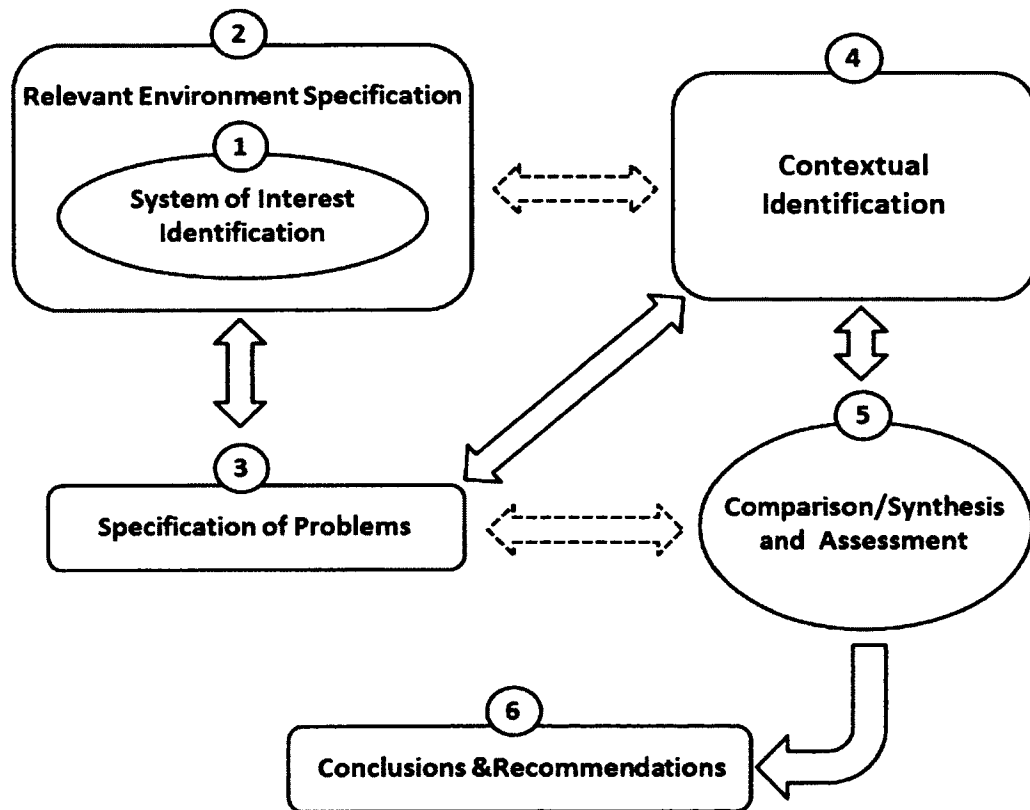 2
Relevant Environment Specification
1
System of Interest
Identification
4
Contextual
Identification
3
Specification of Problems
5
Comparison/Synthesis
and Assessment
6
Conclusions &Recommendations